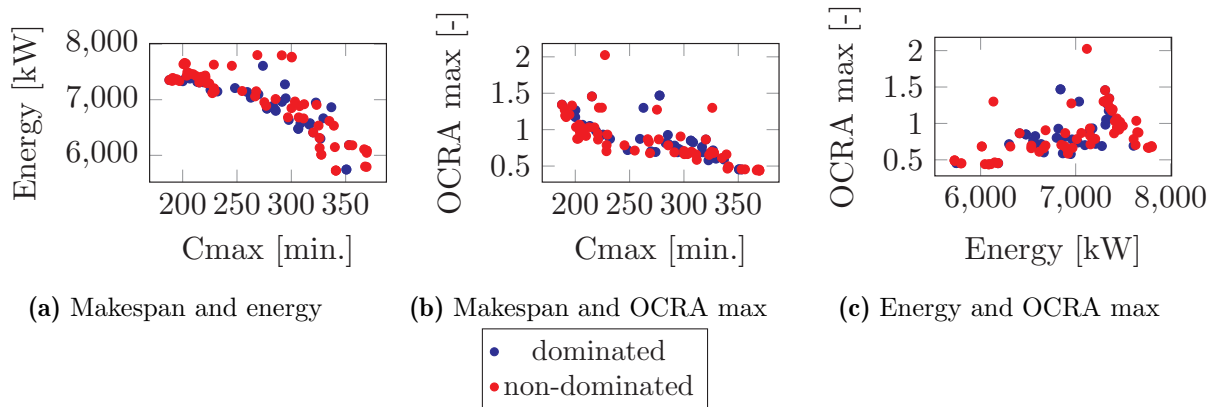 8,000
7,000
6,000
Energy [kW]
200 250 300 350
Cmax [min.]
(a) Makespan and energy
2
1.5
1
0.5
OCRA max [-]
200 250 300 350
Cmax [min.]
(b) Makespan and OCRA max
2
1.5
1
0.5
OCRA max [-]
6,000 7,000 8,000
Energy [kW]
(c) Energy and OCRA max
dominated
non-dominated